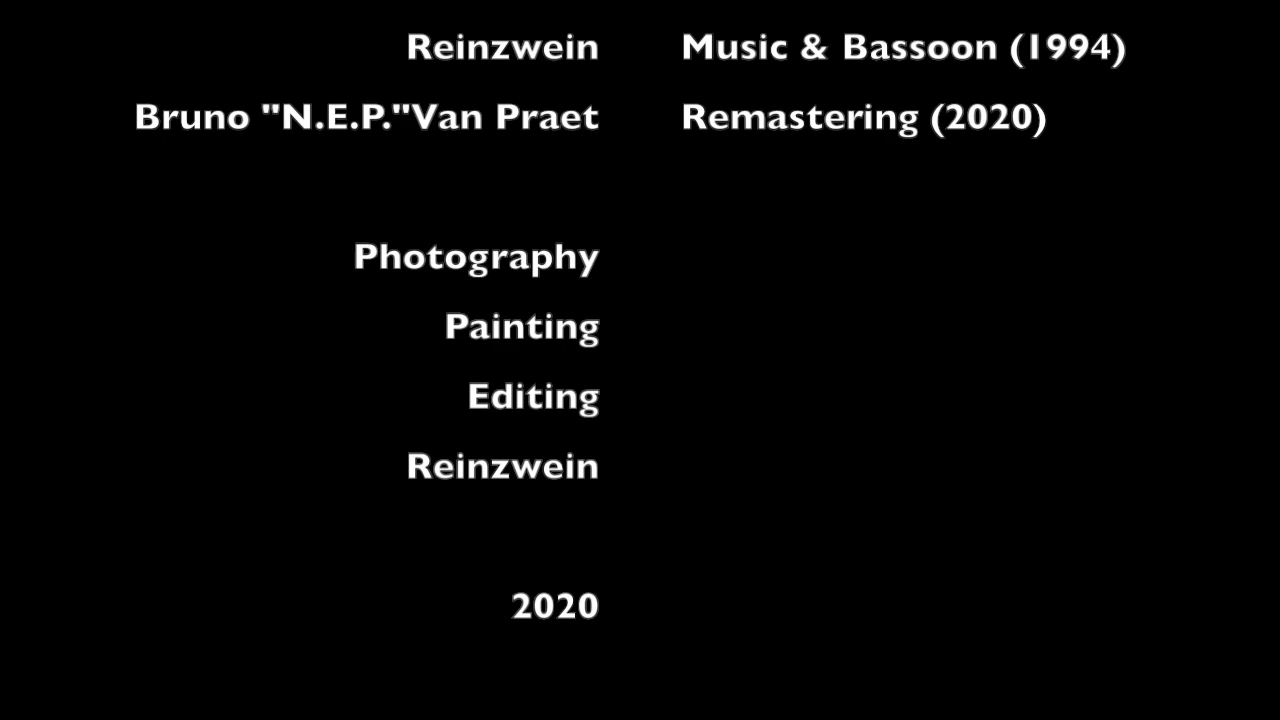 Reinzwein Music & Bassoon (1994)
Bruno "N.E.P."Van Praet Remastering (2020)
Photography
Painting
Editing
Reinzwein
2020